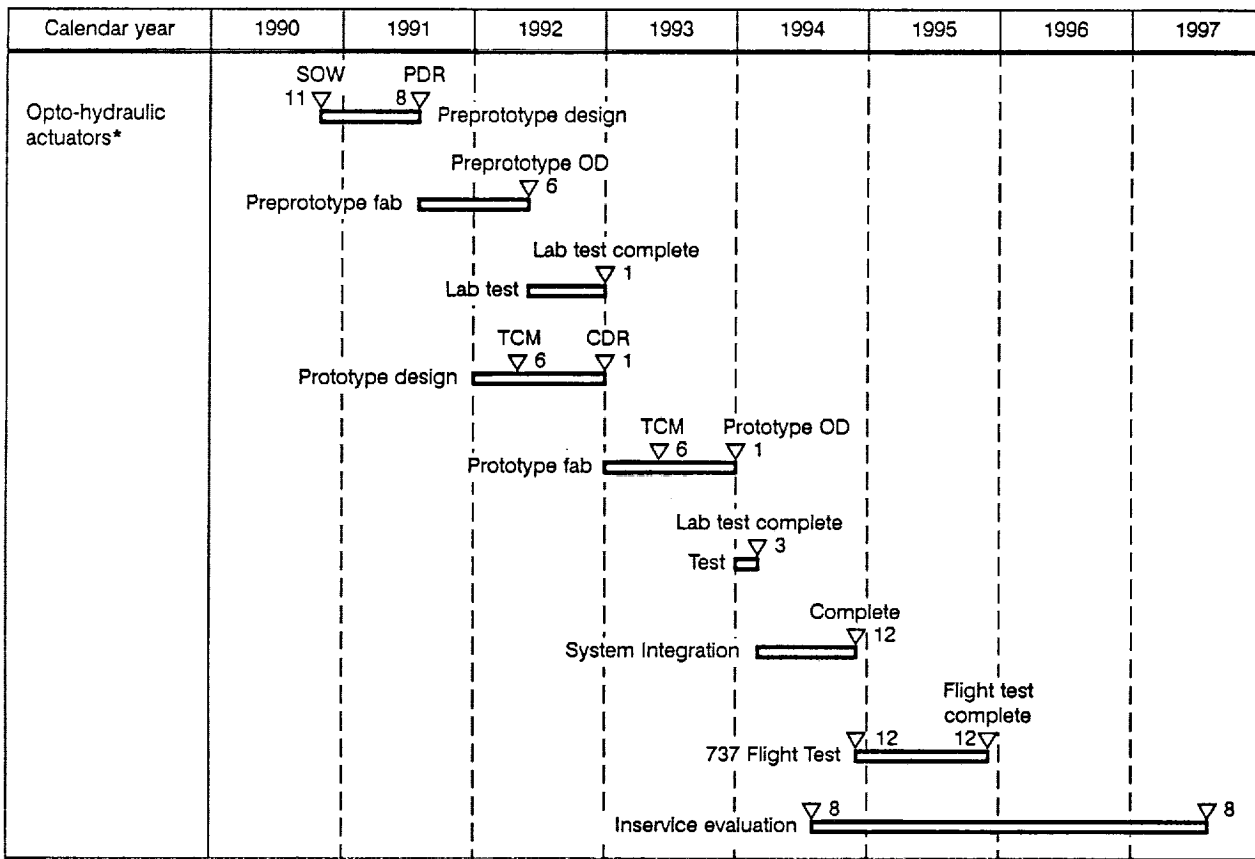 Calendar year 1990 1991 1992 1993 1994 1995 1996 1997
SOW PDR
11 8
Opto-hydraulic
actuators*
Preprototype design
Preprototype OD
6
Preprototype fab
Lab test complete
1
Lab test
TCM CDR
6 1
Prototype design
TCM Prototype OD
6 1
Prototype fab
Lab test complete
3
Test
Complete
12
System Integration
Flight test
complete
12 12
737 Flight Test
8 8
Inservice evaluation